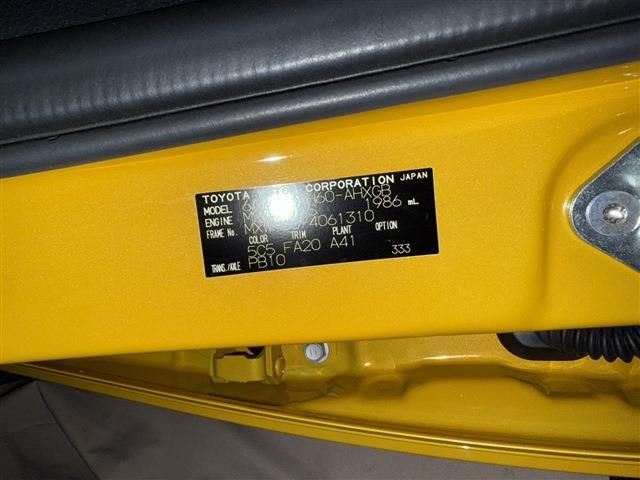 TOYOTA CORPORATION JAPAN
MODEL 60-AHXGB
ENGINE 1986 mL
FRAME No. 4061310
COLOR TRIM PLANT OPTION
5C5 FA20 A41
TRANS./AXLE PB10 333